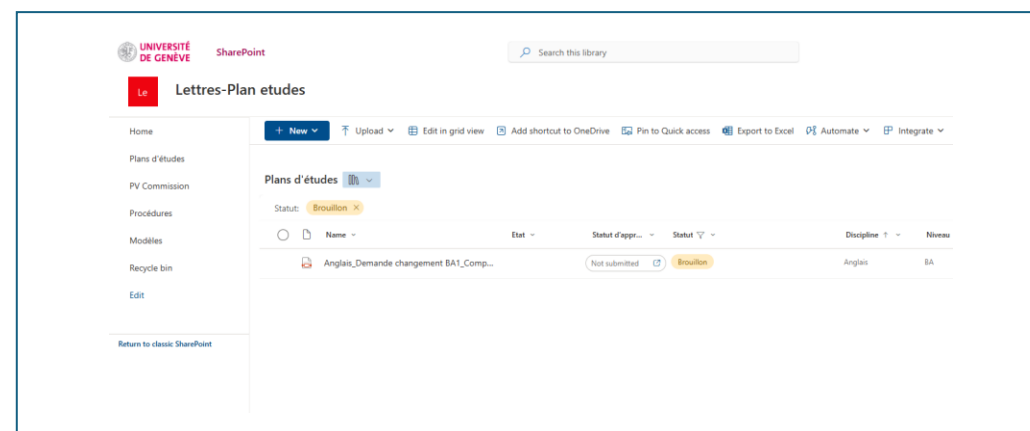 UNIVERSITÉ
DE GENÈVE
SharePoint
Search this library
Le
Lettres-Plan etudes
Home
Plans d'études
PV Commission
Procédures
Modèles
Recycle bin
Edit
Return to classic SharePoint
+ New Upload Edit in grid view Add shortcut to OneDrive Pin to Quick access Export to Excel Automate Integrate
Plans d'études
Statut: Brouillon ×
Name Etat Statut d'appr... Statut Discipline ↑ Niveau
Anglais_Demande changement BA1_Comp... Not submitted Brouillon Anglais BA